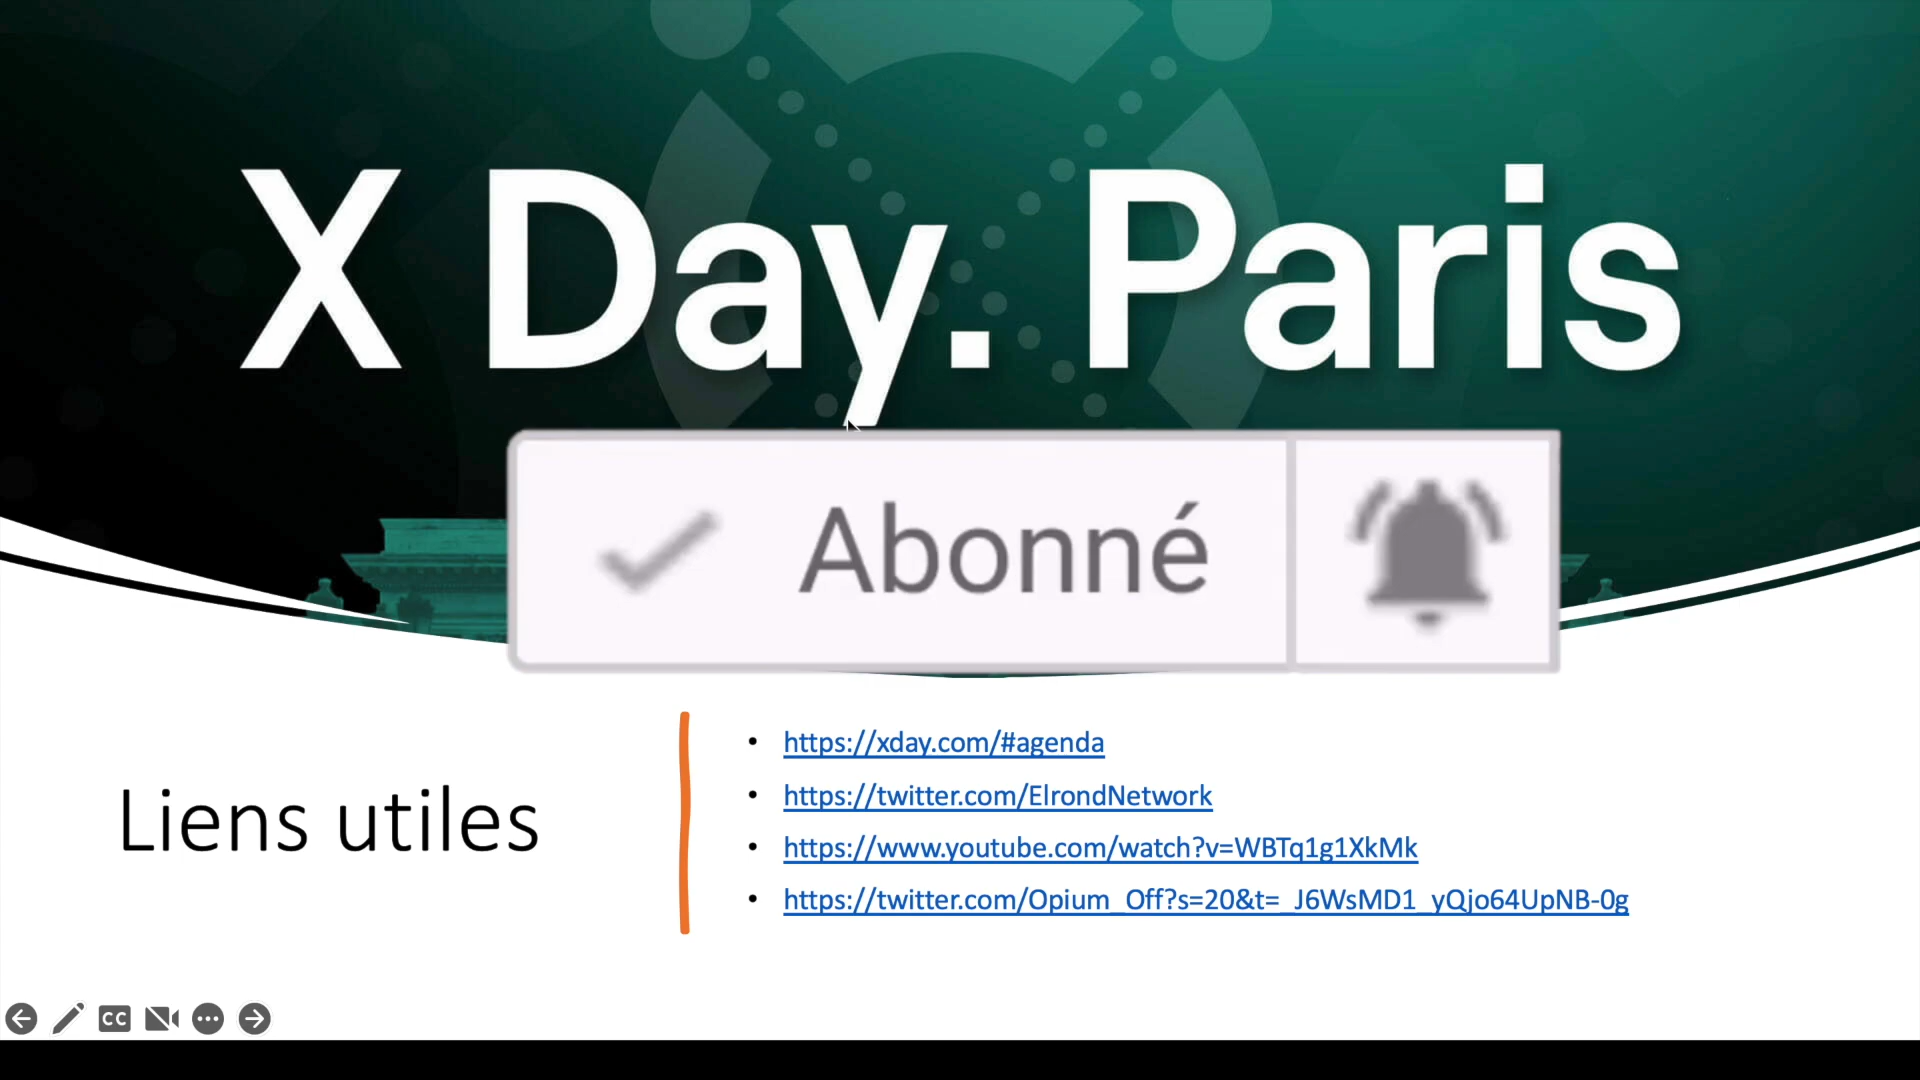 X Day. Paris
Abonné
Liens utiles
• https://xday.com/#agenda
• https://twitter.com/ElrondNetwork
• https://www.youtube.com/watch?v=WBTq1g1XkMk
• https://twitter.com/Opium_Off?s=20&t=_J6WsMD1_yQjo64UpNB-0g
CC